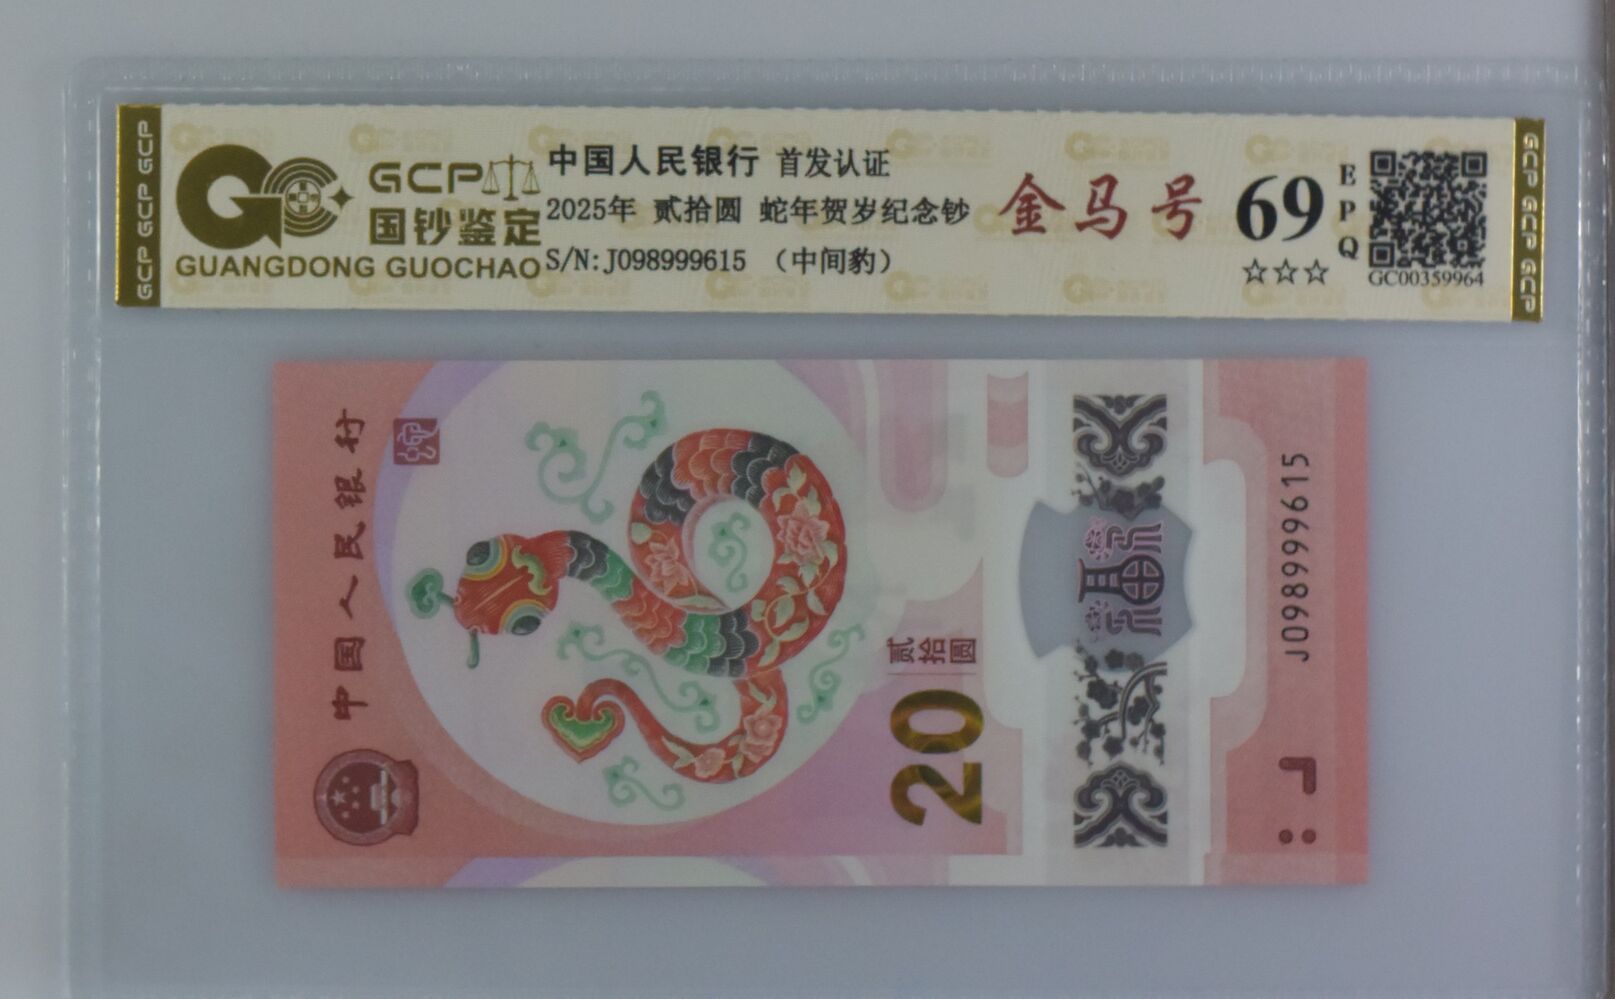 GCP GCP GCP
GCP
国钞鉴定
GUANGDONG GUOCHAO
中国人民银行 首发认证
2025年 贰拾圆 蛇年贺岁纪念钞
S/N:J098999615 （中间豹）
金马号
69
☆☆☆
EPQ
GC00359964
GCP GCP GCP
中国人民银行
贰拾圆
20
福
J098999615